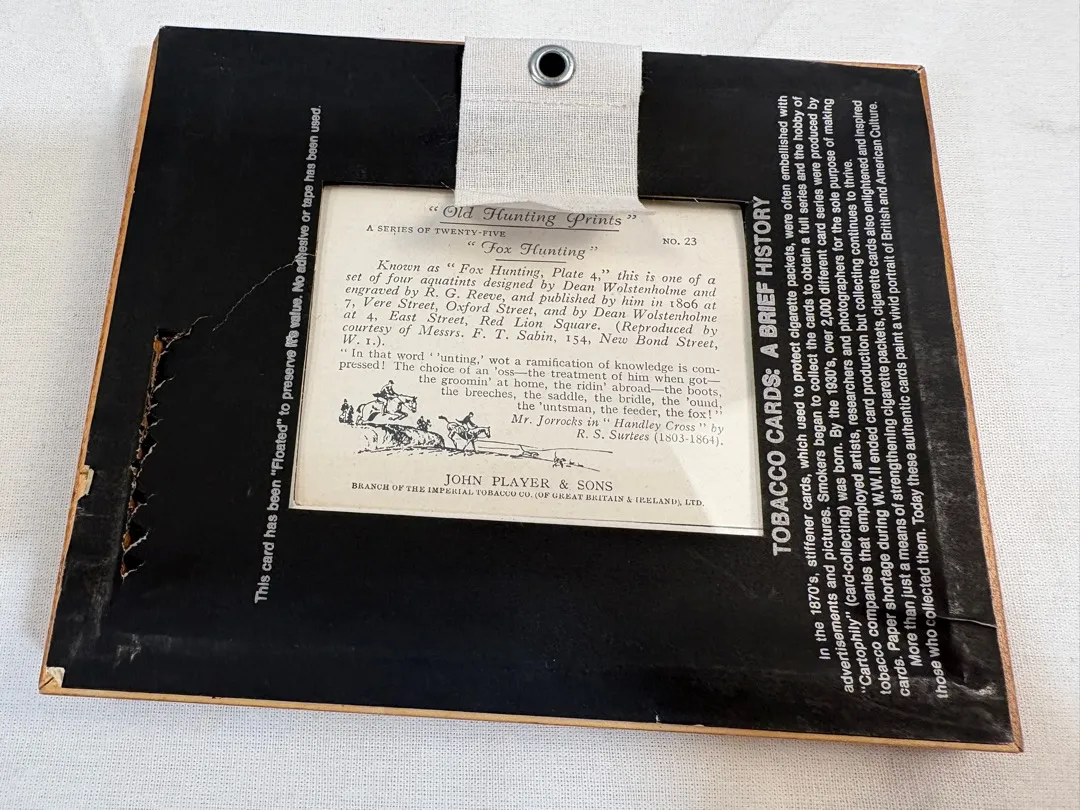 "Old Hunting Prints"
A SERIES OF TWENTY-FIVE
NO. 23
"Fox Hunting"
Known as "Fox Hunting, Plate 4," this is one of a
set of four aquatints designed by Dean Wolstenholme and
engraved by R. G. Reeve, and published by him in 1806 at
7, Vere Street, Oxford Street, and by Dean Wolstenholme
at 4, East Street, Red Lion Square. (Reproduced by
courtesy of Messrs. F. T. Sabin, 154, New Bond Street,
W. 1.).
"In that word ''unting,' wot a ramification of knowledge is com-
pressed! The choice of an 'oss—the treatment of him when got—
the groomin' at home, the ridin' abroad—the boots,
the breeches, the saddle, the bridle, the 'ound,
the 'untsman, the feeder, the fox!"
Mr. Jorrocks in "Handley Cross" by
R. S. Surtees (1803-1864).
JOHN PLAYER & SONS
BRANCH OF THE IMPERIAL TOBACCO CO. (OF GREAT BRITAIN & IRELAND), LTD.
This card has been "Floated" to preserve it's value. No adhesive or tape has been used.
TOBACCO CARDS: A BRIEF HISTORY
In the 1870's, stiffener cards, which used to protect cigarette packets, were often embellished with
advertisements and pictures. Smokers began to collect the cards to obtain a full series and the hobby of
"Cartophily" (card-collecting) was born. By the 1930's, over 2,000 different card series were produced by
tobacco companies that employed artists, researchers and photographers for the sole purpose of making
cards. Paper shortage during W.W.II ended card production but collecting continues to thrive.
More than just a means of strengthening cigarette packets, cigarette cards also enlightened and inspired
those who collected them. Today these authentic cards paint a vivid portrait of British and American Culture.